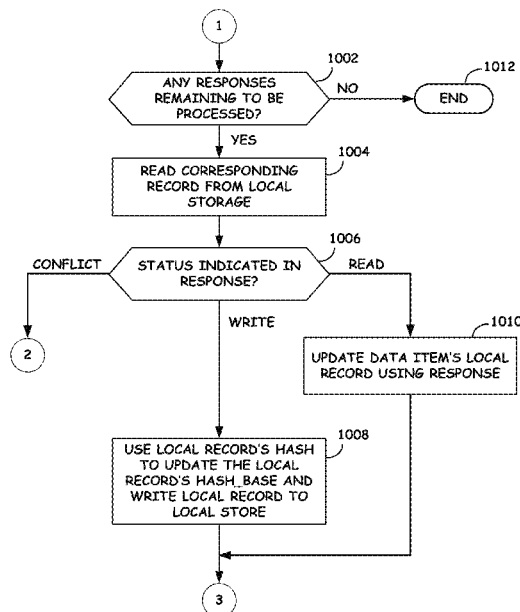 1
1002
ANY RESPONSES
REMAINING TO BE
PROCESSED?
NO
1012
END
YES
1004
READ CORRESPONDING
RECORD FROM LOCAL
STORAGE
1006
CONFLICT
STATUS INDICATED IN
RESPONSE?
READ
WRITE
2
1010
UPDATE DATA ITEM'S LOCAL
RECORD USING RESPONSE
1008
USE LOCAL RECORD'S HASH
TO UPDATE THE LOCAL
RECORD'S HASH_BASE AND
WRITE LOCAL RECORD TO
LOCAL STORE
3